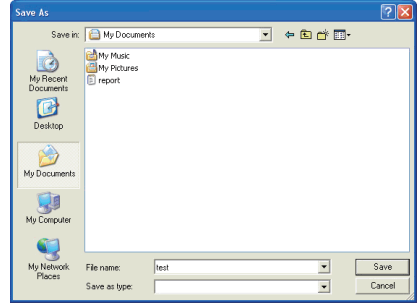 Save As
Save in:
My Documents
My Recent
Documents
Desktop
My Documents
My Computer
My Network
Places
My Music
My Pictures
report
File name:
test
Save
Save as type:
Cancel